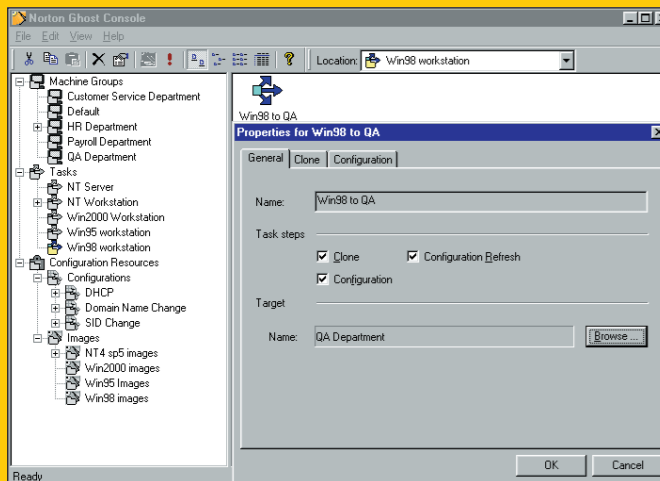 Norton Ghost Console
File Edit View Help
Location: Win98 workstation
Machine Groups
Customer Service Department
Default
HR Department
Payroll Department
QA Department
Tasks
NT Server
NT Workstation
Win2000 Workstation
Win95 workstation
Win98 workstation
Configuration Resources
Configurations
DHCP
Domain Name Change
SID Change
Images
NT4 sp5 images
Win2000 images
Win95 Images
Win98 images
Win98 to QA
Properties for Win98 to QA
General Clone Configuration
Name: Win98 to QA
Task steps
Clone Configuration Refresh
Configuration
Target
Name: QA Department Browse ...
OK Cancel
Ready